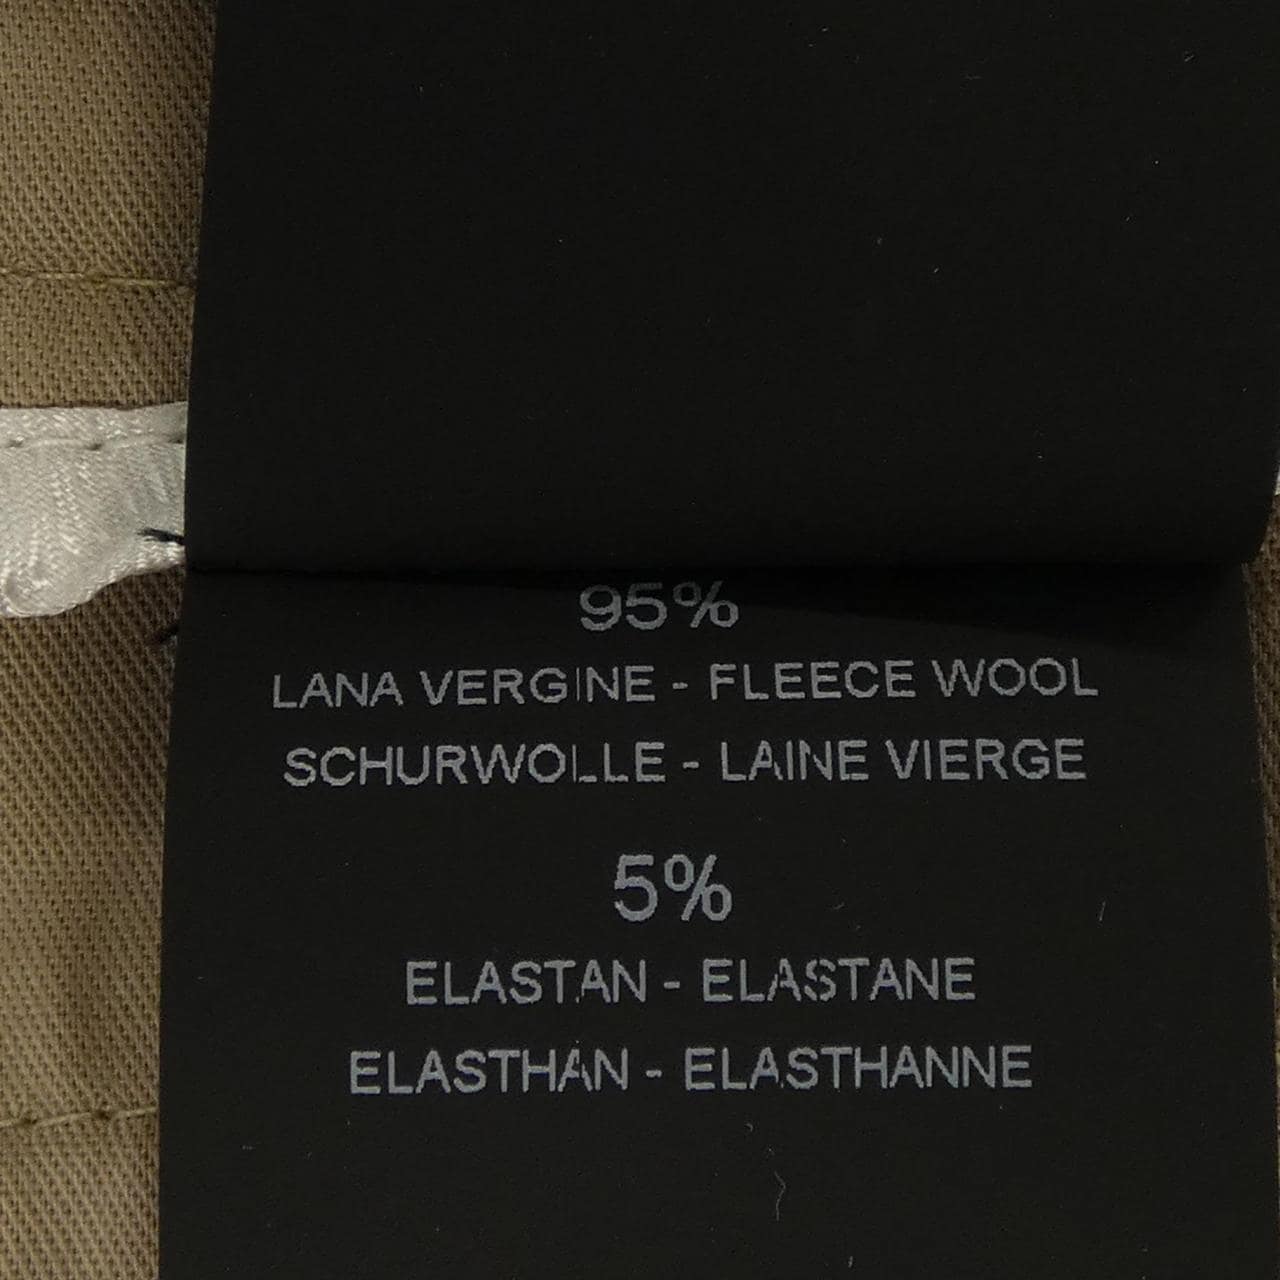 95%
LANA VERGINE - FLEECE WOOL
SCHURWOLLE - LAINE VIERGE
5%
ELASTAN - ELASTANE
ELASTHAN - ELASTHANNE